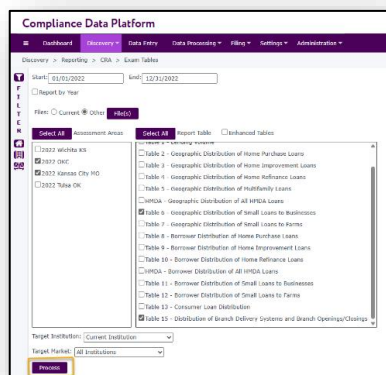 Compliance Data Platform
Dashboard Discovery Data Entry Data Processing Filing Settings Administration
Discovery > Reporting > CRA > Exam Tables
FILTER
Start: 01/01/2022 End: 12/31/2022
Report by Year
Files: Current Other File(s)
Select All Assessment Areas Select All Report Table Enhanced Tables
2022 Wichita KS
2022 OKC
2022 Kansas City MO
2022 Tulsa OK
Table 1 - Lending Volume
Table 2 - Geographic Distribution of Home Purchase Loans
Table 3 - Geographic Distribution of Home Improvement Loans
Table 4 - Geographic Distribution of Home Refinance Loans
Table 5 - Geographic Distribution of Multifamily Loans
HMDA - Geographic Distribution of All HMDA Loans
Table 6 - Geographic Distribution of Small Loans to Businesses
Table 7 - Geographic Distribution of Small Loans to Farms
Table 8 - Borrower Distribution of Home Purchase Loans
Table 9 - Borrower Distribution of Home Improvement Loans
Table 10 - Borrower Distribution of Home Refinance Loans
HMDA - Borrower Distribution of All HMDA Loans
Table 11 - Borrower Distribution of Small Loans to Businesses
Table 12 - Borrower Distribution of Small Loans to Farms
Table 13 - Consumer Loan Distribution
Table 15 - Distribution of Branch Delivery Systems and Branch Openings/Closings
Target Institution: Current Institution
Target Market: All Institutions
Process